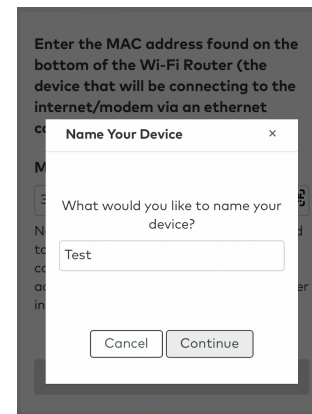 Enter the MAC address found on the
bottom of the Wi-Fi Router (the
device that will be connecting to the
internet/modem via an ethernet
Name Your Device ×
What would you like to name your
device?
Test
Cancel Continue